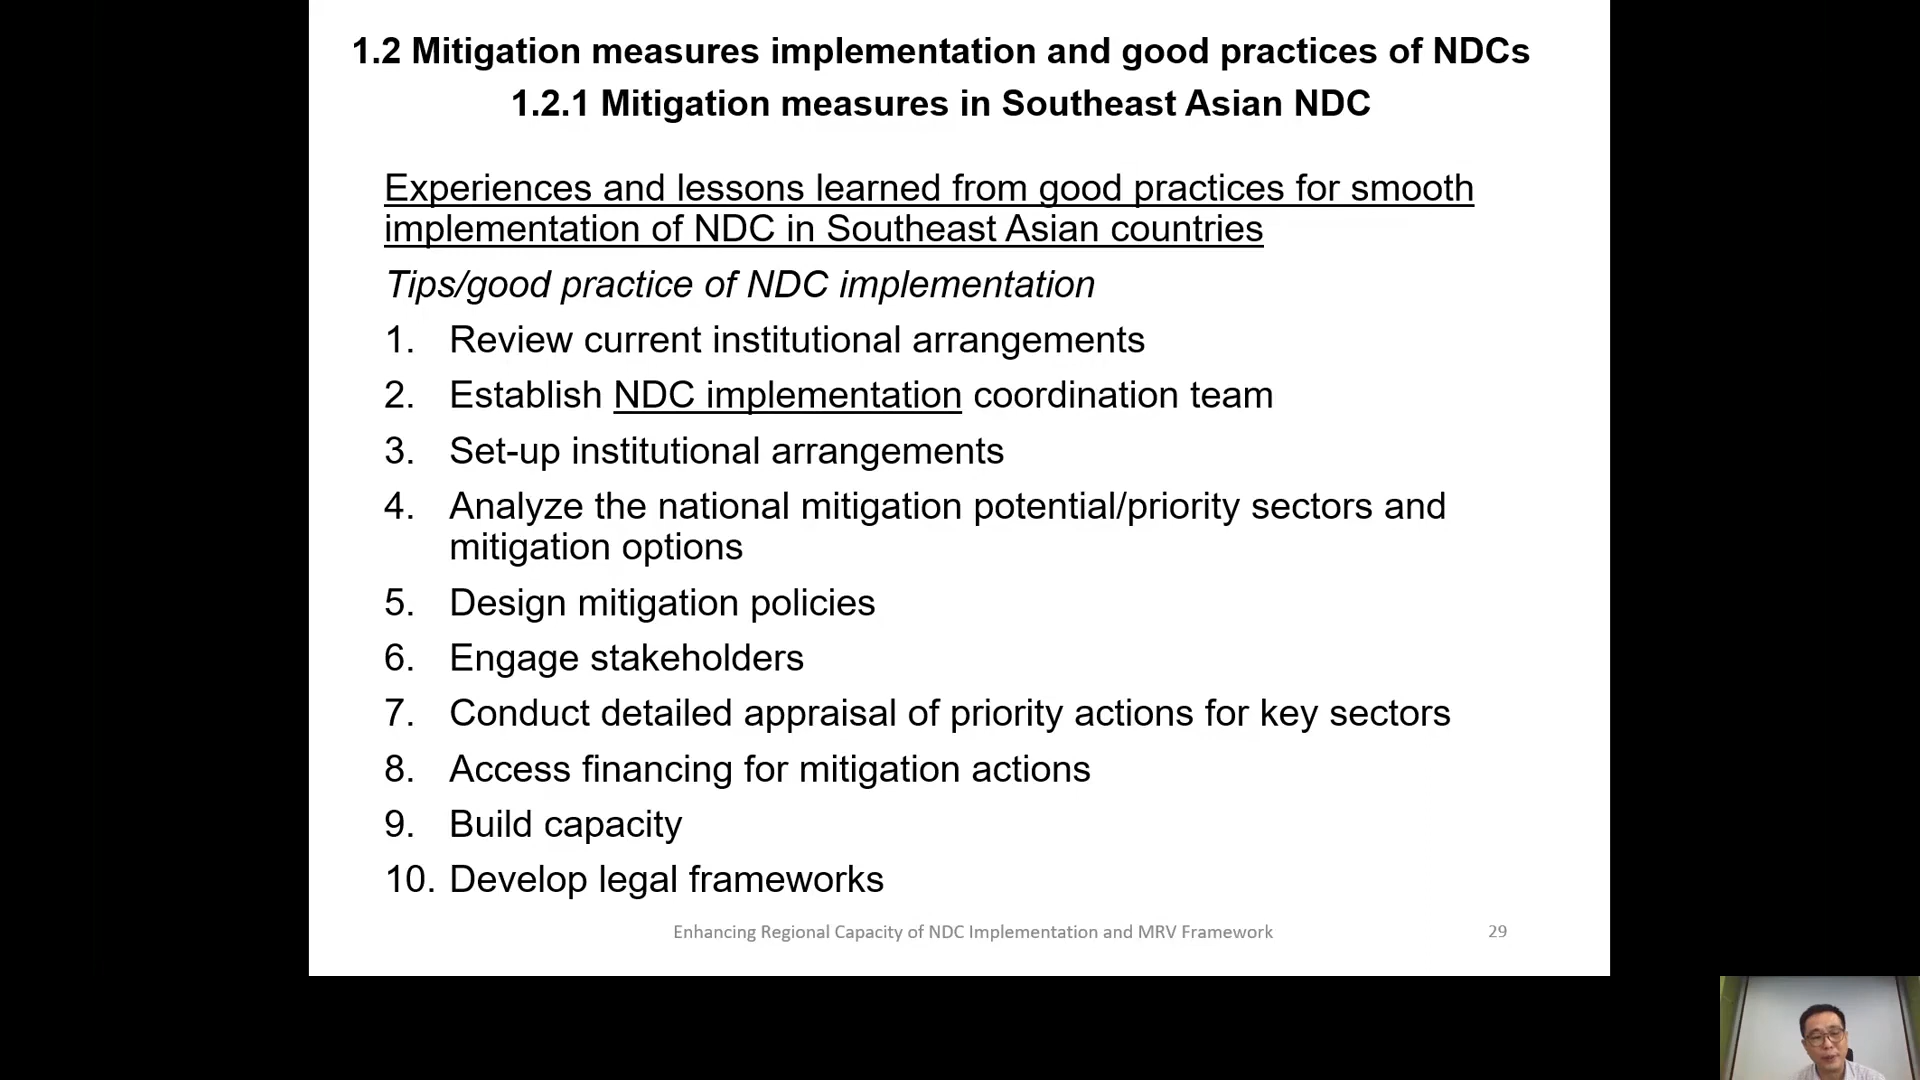 1.2 Mitigation measures implementation and good practices of NDCs
1.2.1 Mitigation measures in Southeast Asian NDC
Experiences and lessons learned from good practices for smooth
implementation of NDC in Southeast Asian countries
Tips/good practice of NDC implementation
1. Review current institutional arrangements
2. Establish NDC implementation coordination team
3. Set-up institutional arrangements
4. Analyze the national mitigation potential/priority sectors and
mitigation options
5. Design mitigation policies
6. Engage stakeholders
7. Conduct detailed appraisal of priority actions for key sectors
8. Access financing for mitigation actions
9. Build capacity
10. Develop legal frameworks
Enhancing Regional Capacity of NDC Implementation and MRV Framework 29